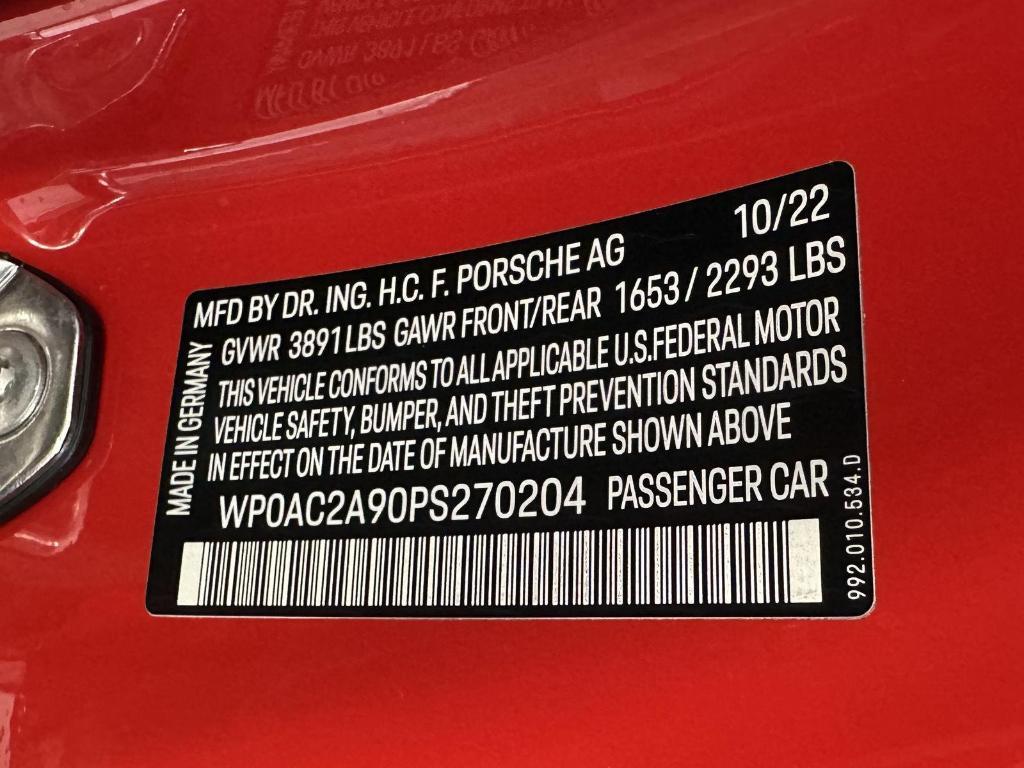 10/22
MFD BY DR. ING. H.C. F. PORSCHE AG
GVWR 3891 LBS GAWR FRONT/REAR 1653 / 2293 LBS
THIS VEHICLE CONFORMS TO ALL APPLICABLE U.S.FEDERAL MOTOR
VEHICLE SAFETY, BUMPER, AND THEFT PREVENTION STANDARDS
IN EFFECT ON THE DATE OF MANUFACTURE SHOWN ABOVE
WP0AC2A90PS270204 PASSENGER CAR
MADE IN GERMANY
992.010.534.D